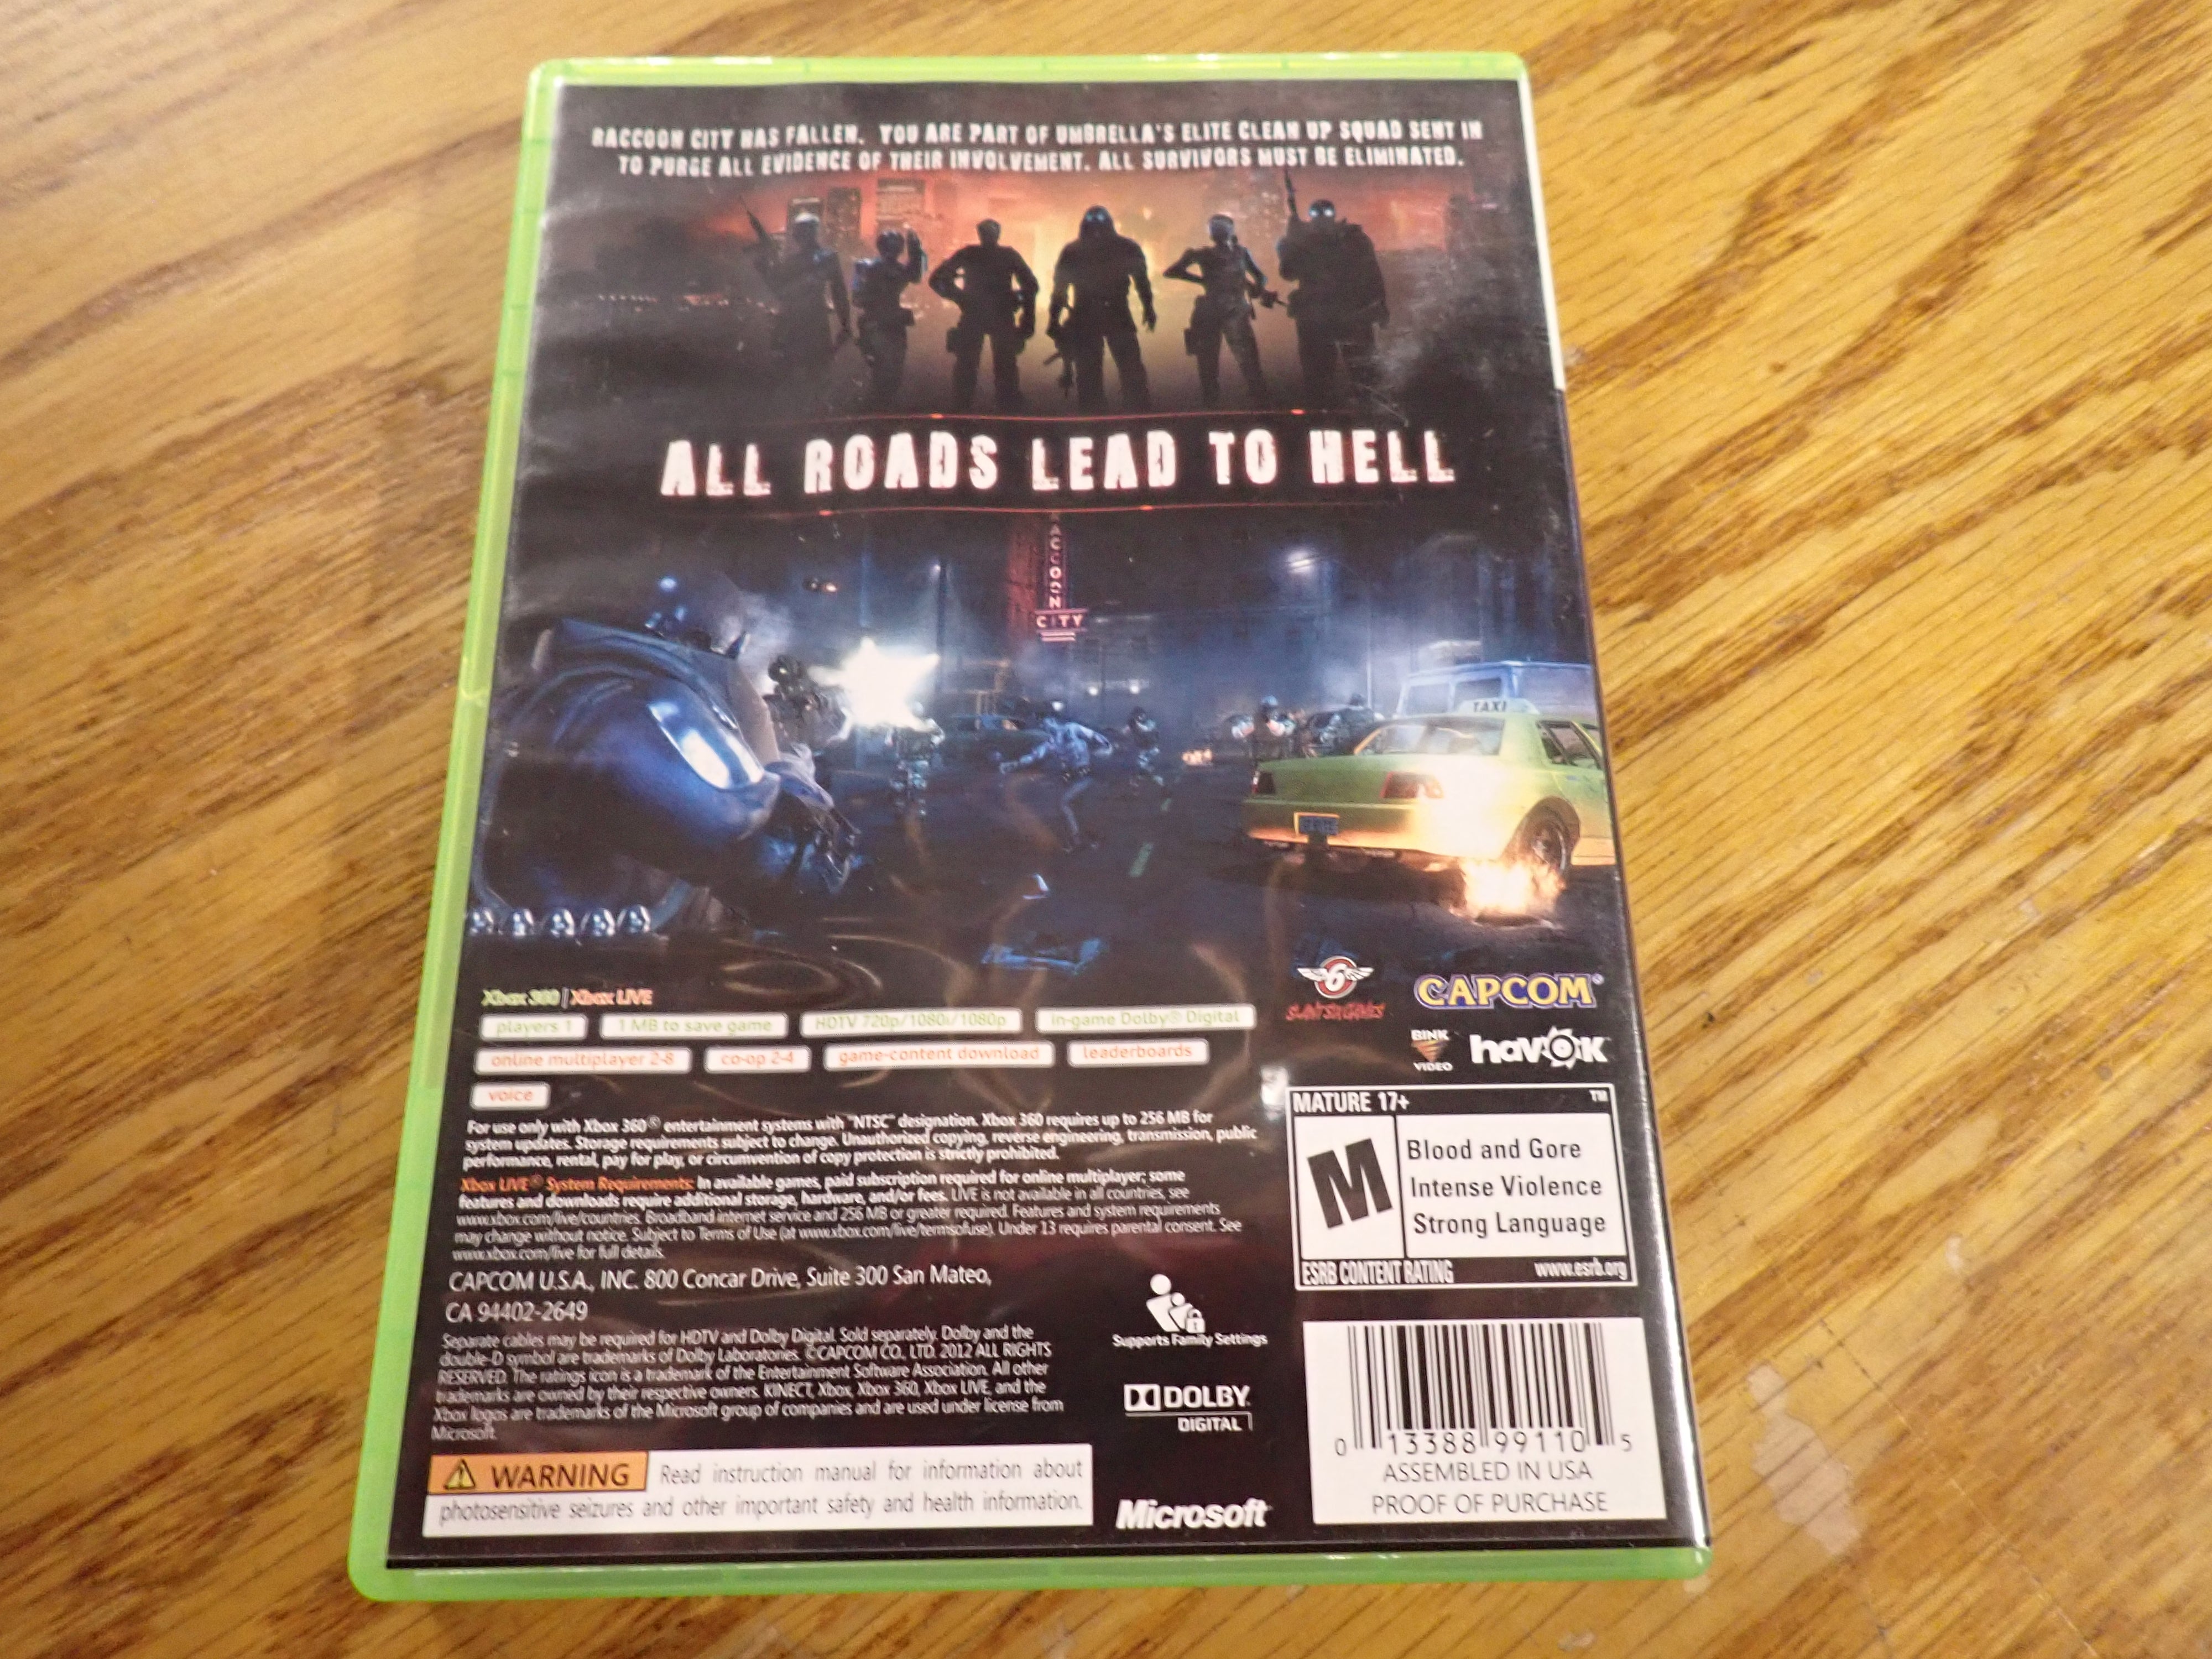 RACCOON CITY HAS FALLEN. YOU ARE PART OF UMBRELLA'S ELITE CLEAN UP SQUAD SENT IN
TO PURGE ALL EVIDENCE OF THEIR INVOLVEMENT. ALL SURVIVORS MUST BE ELIMINATED.
ALL ROADS LEAD TO HELL
RACCOON
CITY
TAXI
Xbox 360 | Xbox LIVE
players 1
1 MB to save game
HDTV 720p/1080i/1080p
in-game Dolby® Digital
online multiplayer 2-8
co-op 2-4
game-content download
leaderboards
voice
6
SLANT SIX GAMES
CAPCOM®
BINK
VIDEO
havok
For use only with Xbox 360® entertainment systems with "NTSC" designation. Xbox 360 requires up to 256 MB for
system updates. Storage requirements subject to change. Unauthorized copying, reverse engineering, transmission, public
performance, rental, pay for play, or circumvention of copy protection is strictly prohibited.
Xbox LIVE® System Requirements: In available games, paid subscription required for online multiplayer; some
features and downloads require additional storage, hardware, and/or fees. LIVE is not available in all countries, see
www.xbox.com/live/countries. Broadband internet service and 256 MB or greater required. Features and system requirements
may change without notice. Subject to Terms of Use (at www.xbox.com/live/termsofuse). Under 13 requires parental consent. See
www.xbox.com/live for full details.
CAPCOM U.S.A., INC. 800 Concar Drive, Suite 300 San Mateo,
CA 94402-2649
Separate cables may be required for HDTV and Dolby Digital. Sold separately. Dolby and the
double-D symbol are trademarks of Dolby Laboratories. ©CAPCOM CO., LTD. 2012 ALL RIGHTS
RESERVED. The ratings icon is a trademark of the Entertainment Software Association. All other
trademarks are owned by their respective owners. KINECT, Xbox, Xbox 360, Xbox LIVE, and the
Xbox logos are trademarks of the Microsoft group of companies and are used under license from
Microsoft.
WARNING Read instruction manual for information about
photosensitive seizures and other important safety and health information.
Supports Family Settings
DOLBY
DIGITAL
Microsoft
MATURE 17+ ™
M
Blood and Gore
Intense Violence
Strong Language
ESRB CONTENT RATING www.esrb.org
0 13388 99110 5
ASSEMBLED IN USA
PROOF OF PURCHASE